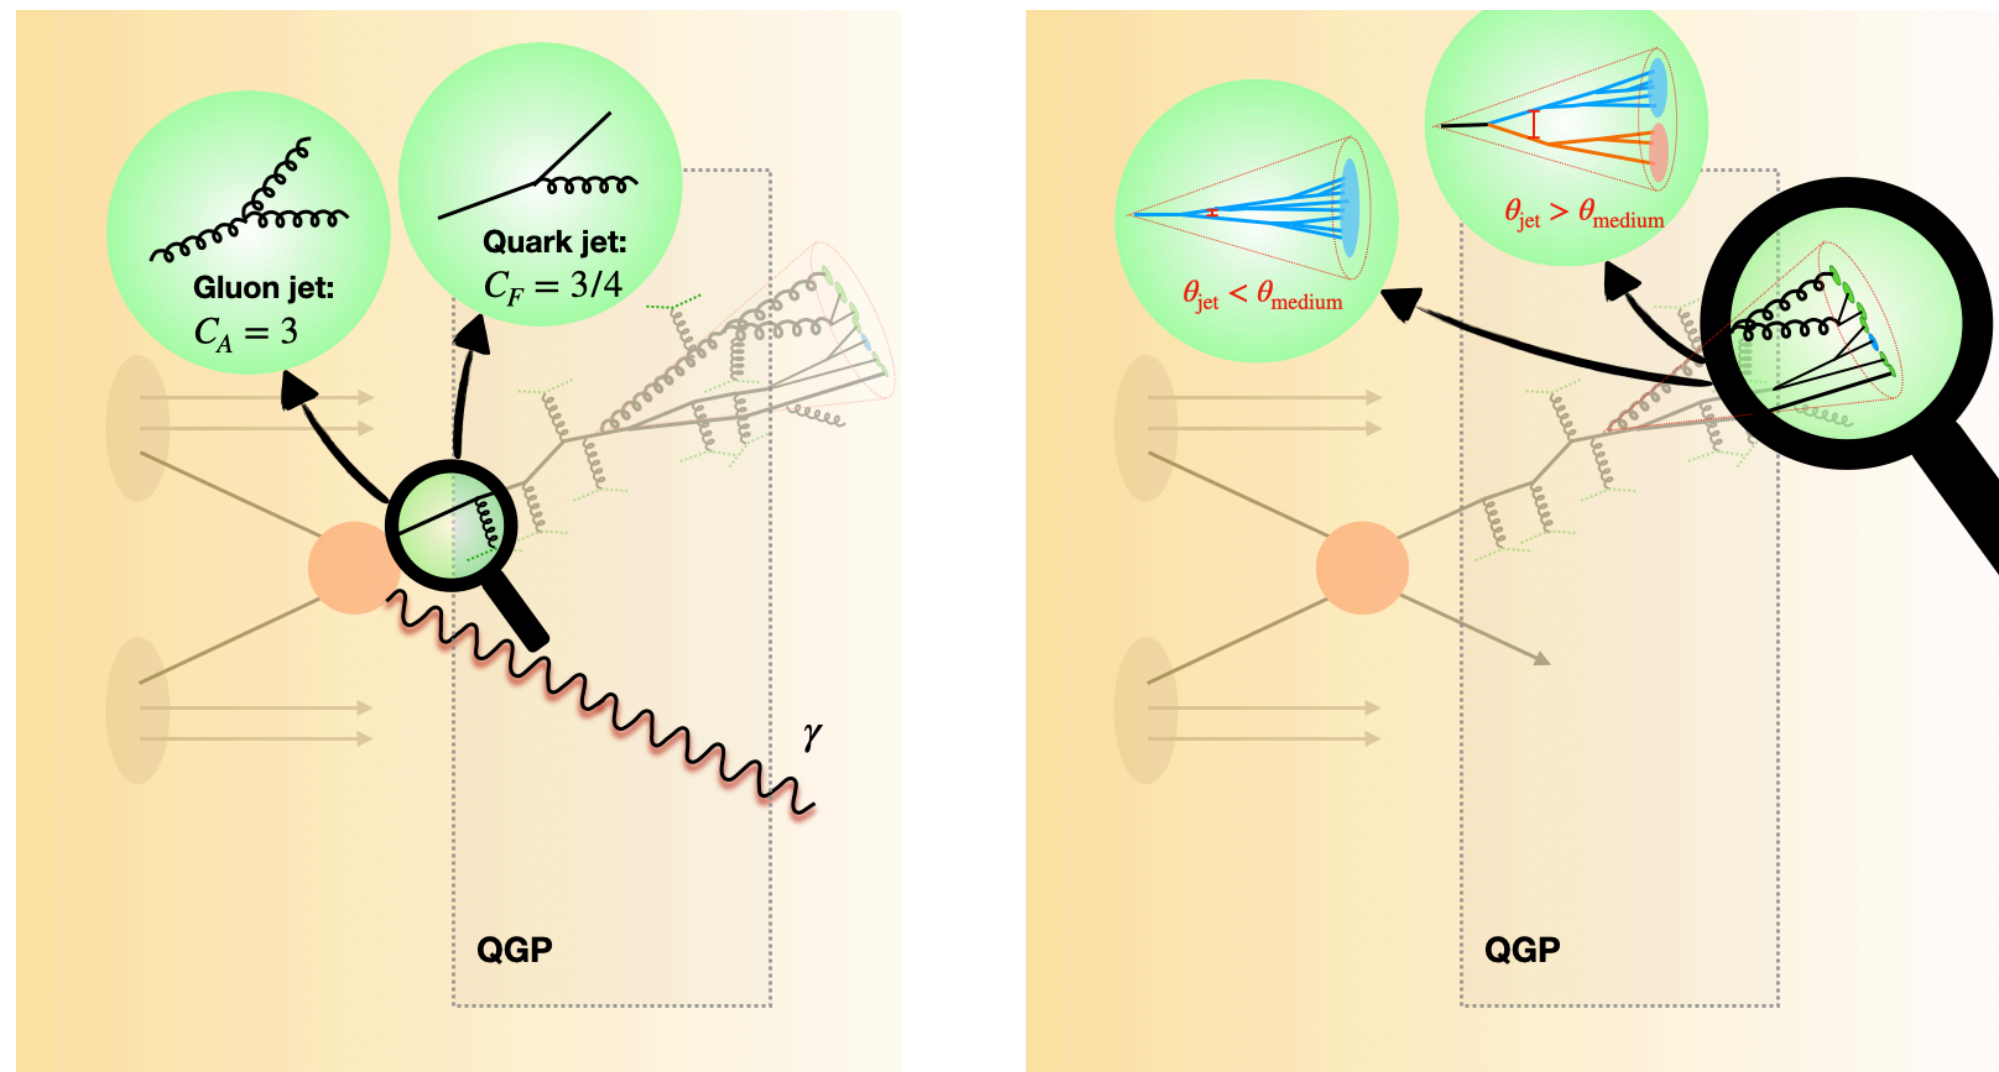 Gluon jet:
C_A = 3
Quark jet:
C_F = 3/4
γ
QGP
θ_jet < θ_medium
θ_jet > θ_medium
QGP